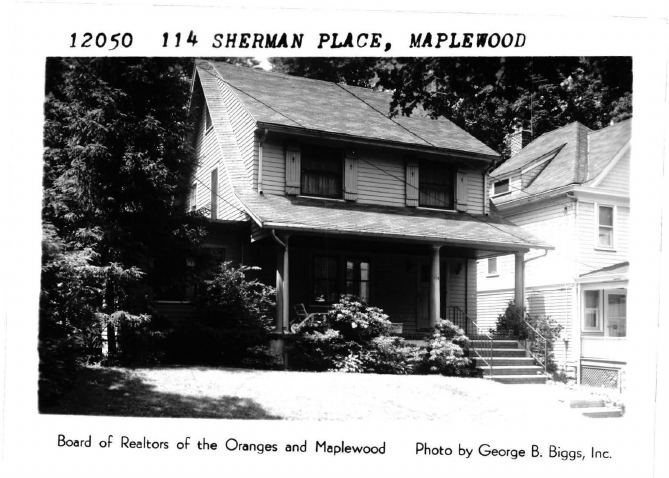 12050 114 SHERMAN PLACE, MAPLEWOOD
Board of Realtors of the Oranges and Maplewood Photo by George B. Biggs, Inc.